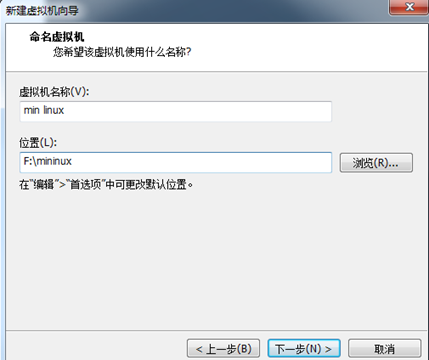 新建虚拟机向导
命名虚拟机
您希望该虚拟机使用什么名称?
虚拟机名称(V):
min linux
位置(L):
F:\mininux
浏览(R)...
在"编辑">"首选项"中可更改默认位置。
< 上一步(B)
下一步(N) >
取消